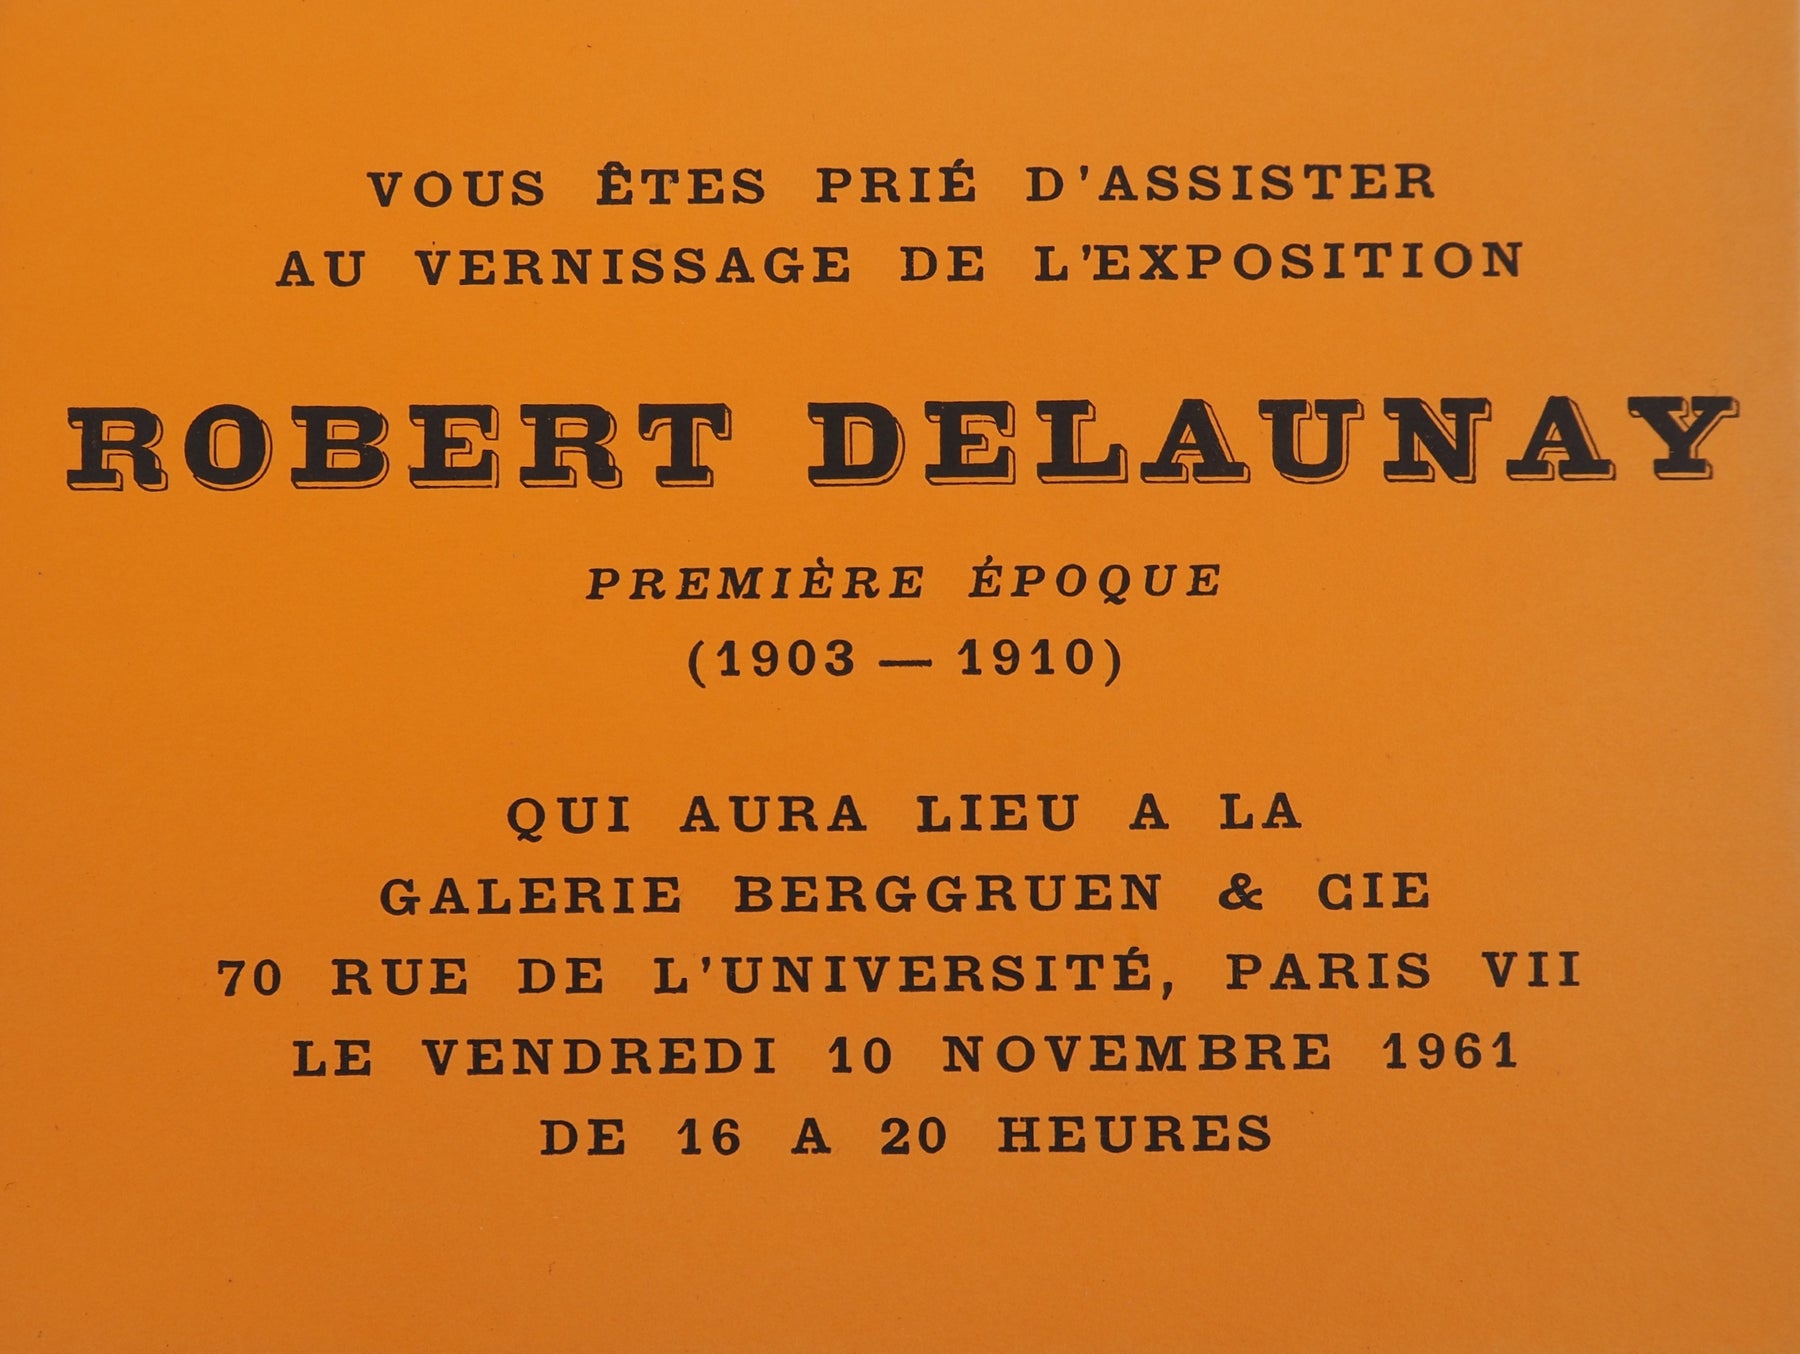 VOUS ÊTES PRIÉ D'ASSISTER
AU VERNISSAGE DE L'EXPOSITION
ROBERT DELAUNAY
PREMIÈRE ÉPOQUE
(1903 — 1910)
QUI AURA LIEU A LA
GALERIE BERGGRUEN & CIE
70 RUE DE L'UNIVERSITÉ, PARIS VII
LE VENDREDI 10 NOVEMBRE 1961
DE 16 A 20 HEURES